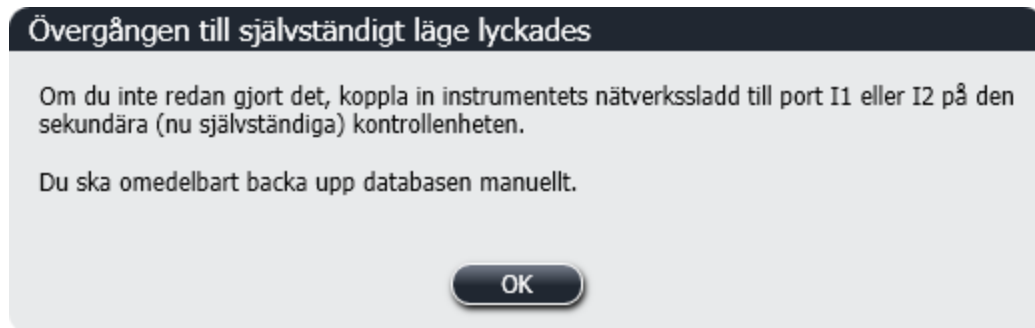 Övergången till självständigt läge lyckades
Om du inte redan gjort det, koppla in instrumentets nätverkssladd till port I1 eller I2 på den
sekundära (nu självständiga) kontrollenheten.
Du ska omedelbart backa upp databasen manuellt.
OK